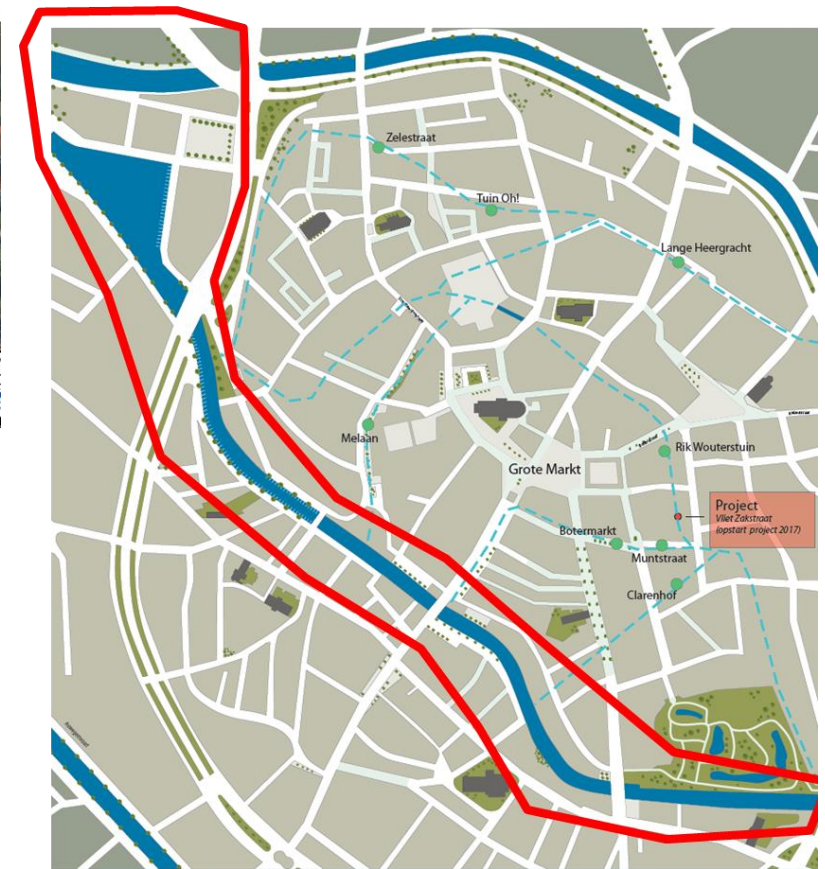 Zelestraat
Tuin Oh!
Lange Heergracht
Melaan
Rik Wouterstuin
Grote Markt
Project
Vliet Zakstraat
(opstart project 2017)
Botermarkt
Muntstraat
Clarenhof